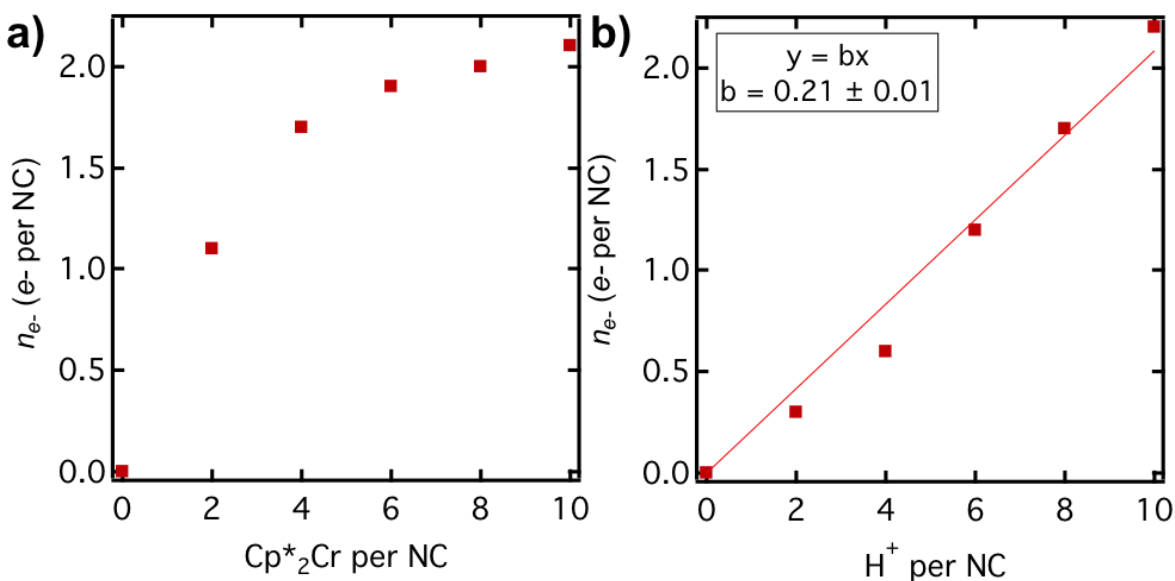 a)
2.0
1.5
1.0
0.5
0.0
n_e- (e- per NC)
0 2 4 6 8 10
Cp*₂Cr per NC
b)
y = bx
b = 0.21 ± 0.01
2.0
1.5
1.0
0.5
0.0
n_e- (e- per NC)
0 2 4 6 8 10
H⁺ per NC